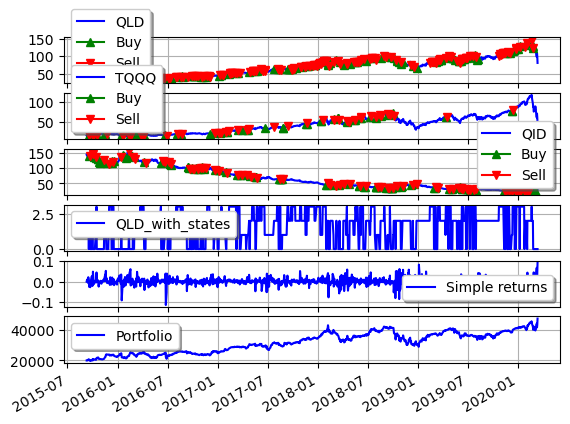 QLD
Buy
Sell
150
100
50
TQQQ
Buy
Sell
100
50
QID
Buy
Sell
150
100
50
QLD_with_states
2.5
0.0
Simple returns
0.1
0.0
−0.1
Portfolio
40000
20000
2015-07
2016-01
2016-07
2017-01
2017-07
2018-01
2018-07
2019-01
2019-07
2020-01